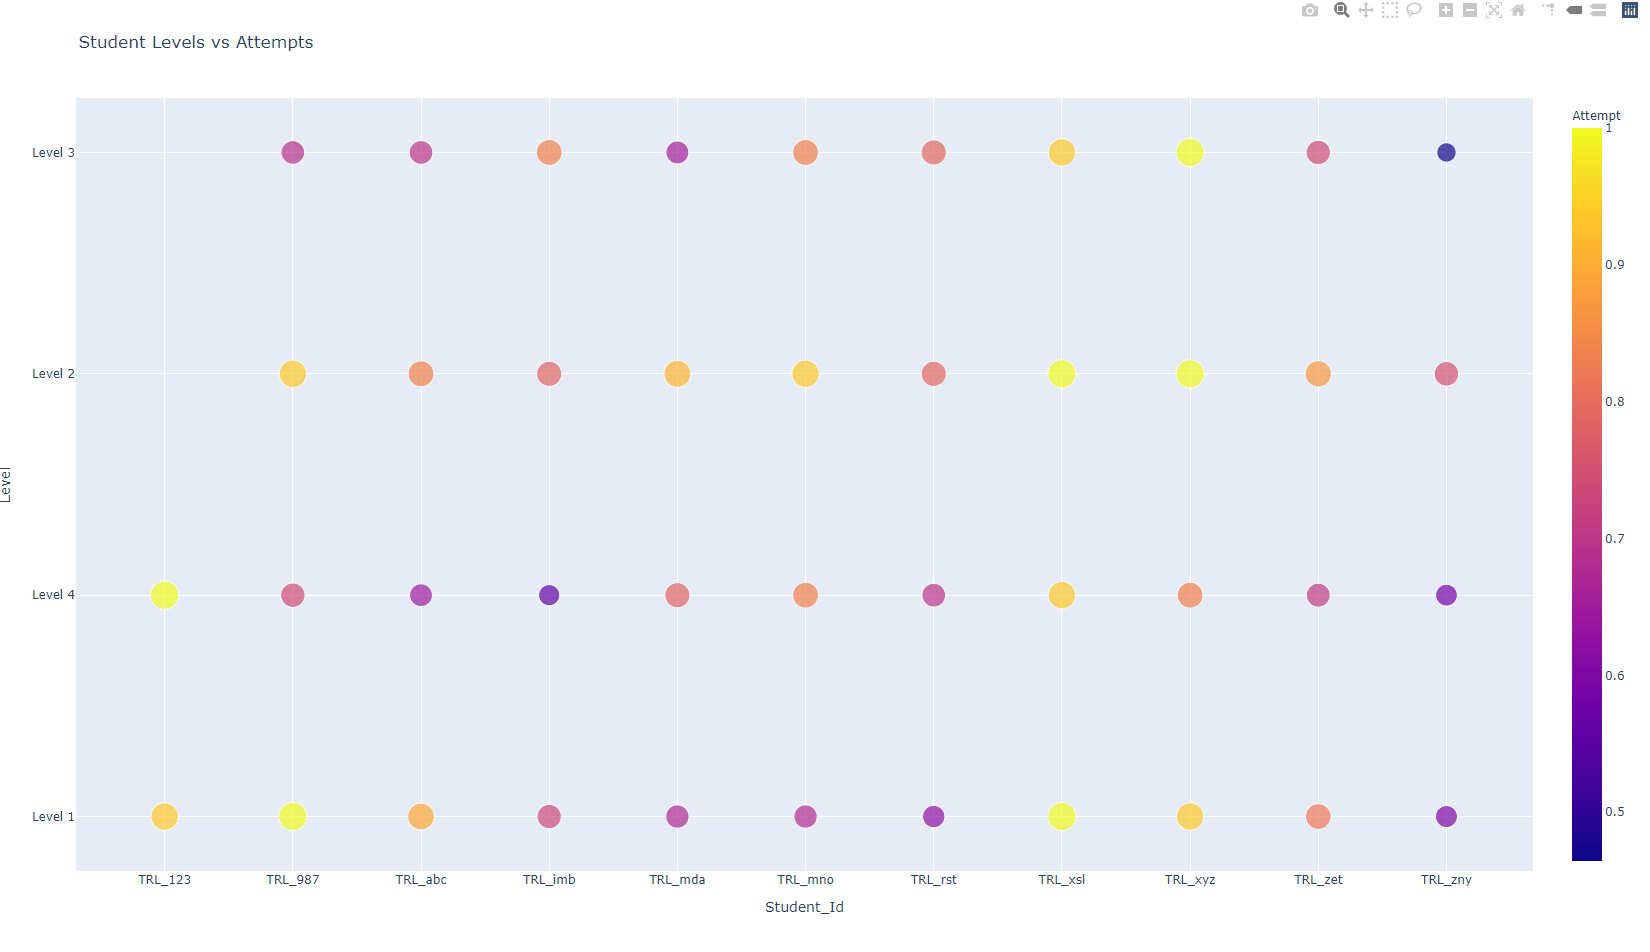 Student Levels vs Attempts
Attempt
1
0.9
0.8
0.7
0.6
0.5
Level 3
Level 2
Level 4
Level 1
Level
TRL_123 TRL_987 TRL_abc TRL_imb TRL_mda TRL_mno TRL_rst TRL_xsl TRL_xyz TRL_zet TRL_zny
Student_Id